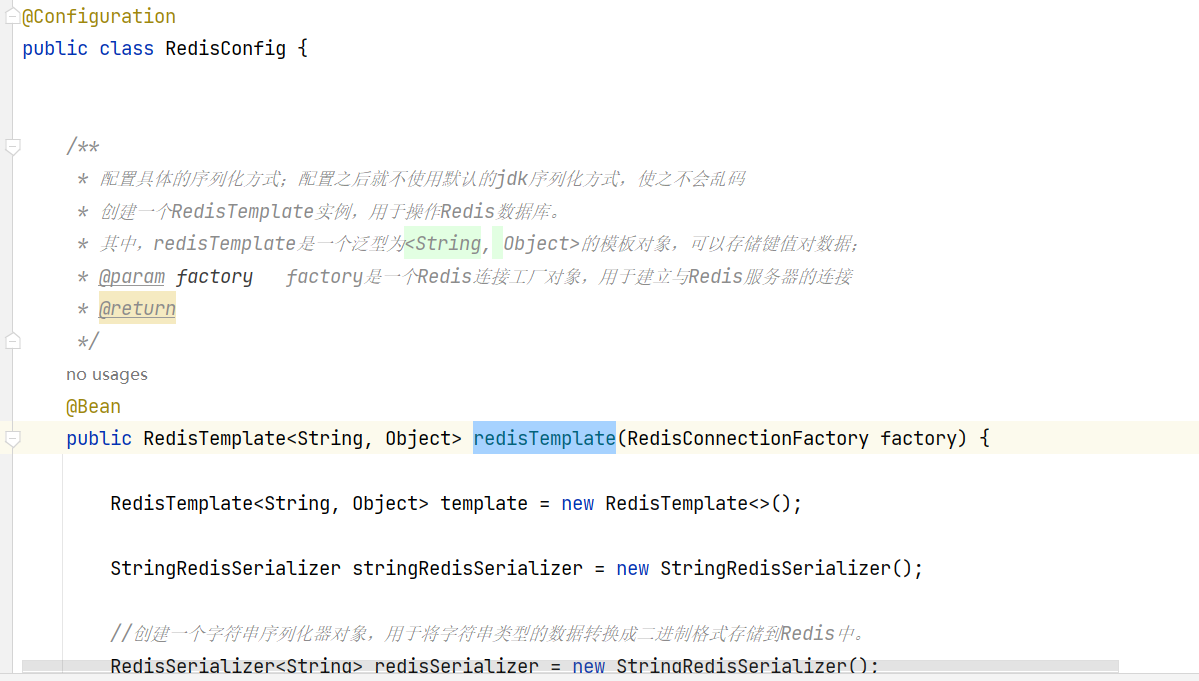 @Configuration
public class RedisConfig {
/**
* 配置具体的序列化方式；配置之后就不使用默认的jdk序列化方式，使之不会乱码
* 创建一个RedisTemplate实例，用于操作Redis数据库。
* 其中，redisTemplate是一个泛型为<String, Object>的模板对象，可以存储键值对数据；
* @param factory factory是一个Redis连接工厂对象，用于建立与Redis服务器的连接
* @return
*/
no usages
@Bean
public RedisTemplate<String, Object> redisTemplate(RedisConnectionFactory factory) {
RedisTemplate<String, Object> template = new RedisTemplate<>();
StringRedisSerializer stringRedisSerializer = new StringRedisSerializer();
//创建一个字符串序列化器对象，用于将字符串类型的数据转换成二进制格式存储到Redis中。
RedisSerializer<String> redisSerializer = new StringRedisSerializer();